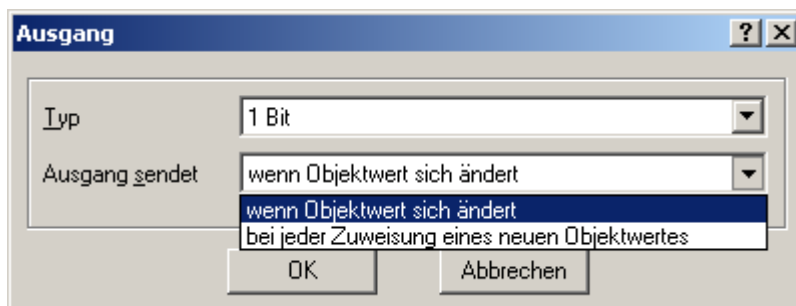 Ausgang
Typ 1 Bit
Ausgang sendet wenn Objektwert sich ändert
wenn Objektwert sich ändert
bei jeder Zuweisung eines neuen Objektwertes
OK Abbrechen